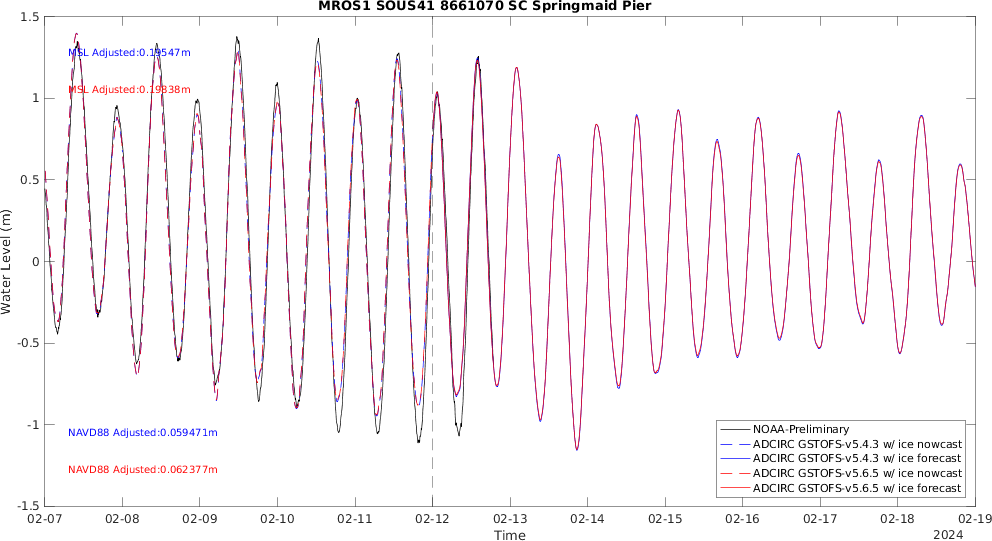 MROS1 SOUS41 8661070 SC Springmaid Pier
1.5
1
0.5
0
-0.5
-1
-1.5
Water Level (m)
MSL Adjusted:0.19547m
MSL Adjusted:0.19838m
NAVD88 Adjusted:0.059471m
NAVD88 Adjusted:0.062377m
NOAA-Preliminary
ADCIRC GSTOFS-v5.4.3 w/ ice nowcast
ADCIRC GSTOFS-v5.4.3 w/ ice forecast
ADCIRC GSTOFS-v5.6.5 w/ ice nowcast
ADCIRC GSTOFS-v5.6.5 w/ ice forecast
02-07 02-08 02-09 02-10 02-11 02-12 02-13 02-14 02-15 02-16 02-17 02-18 02-19
Time
2024